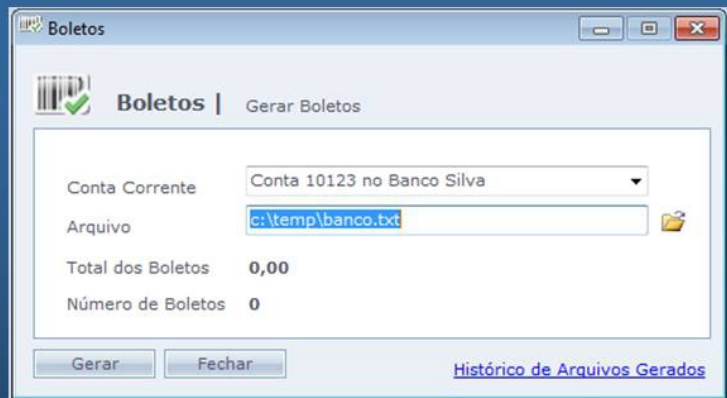 Boletos
Boletos | Gerar Boletos
Conta Corrente Conta 10123 no Banco Silva
Arquivo c:\temp\banco.txt
Total dos Boletos 0,00
Número de Boletos 0
Gerar Fechar Histórico de Arquivos Gerados